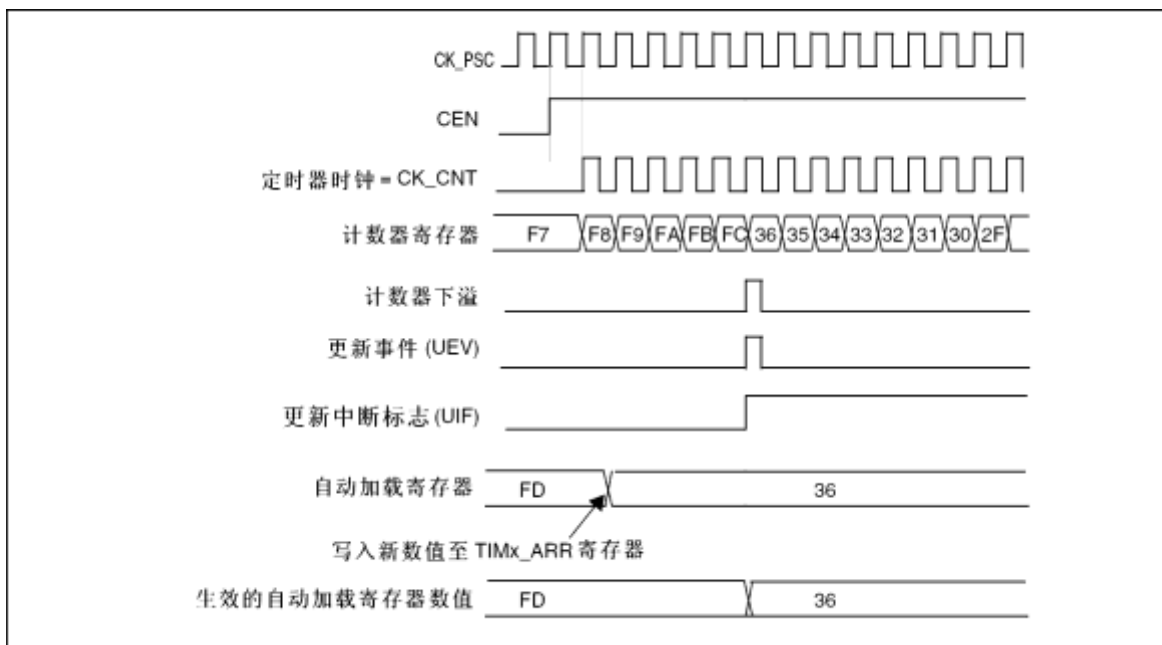 CK_PSC
CEN
定时器时钟 = CK_CNT
计数器寄存器 F7 F8 F9 FA FB FC 36 35 34 33 32 31 30 2F
计数器下溢
更新事件 (UEV)
更新中断标志 (UIF)
自动加载寄存器 FD 36
写入新数值至 TIMx_ARR 寄存器
生效的自动加载寄存器数值 FD 36